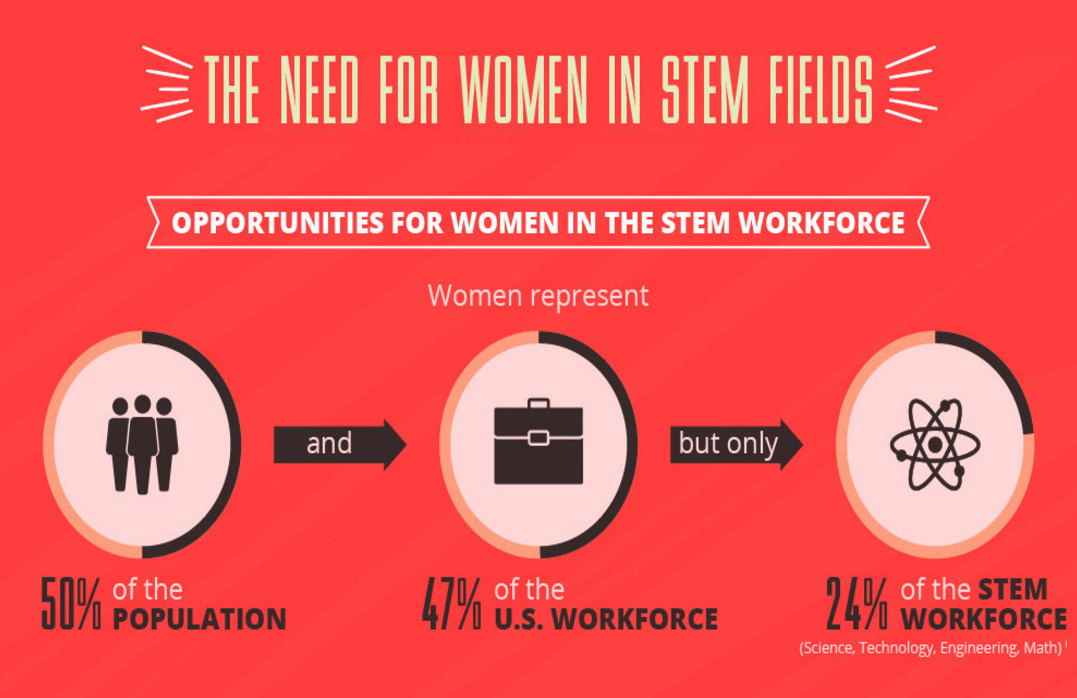 THE NEED FOR WOMEN IN STEM FIELDS
OPPORTUNITIES FOR WOMEN IN THE STEM WORKFORCE
Women represent
and
but only
50% of the
POPULATION
47% of the
U.S. WORKFORCE
24% of the STEM
WORKFORCE
(Science, Technology, Engineering, Math) i